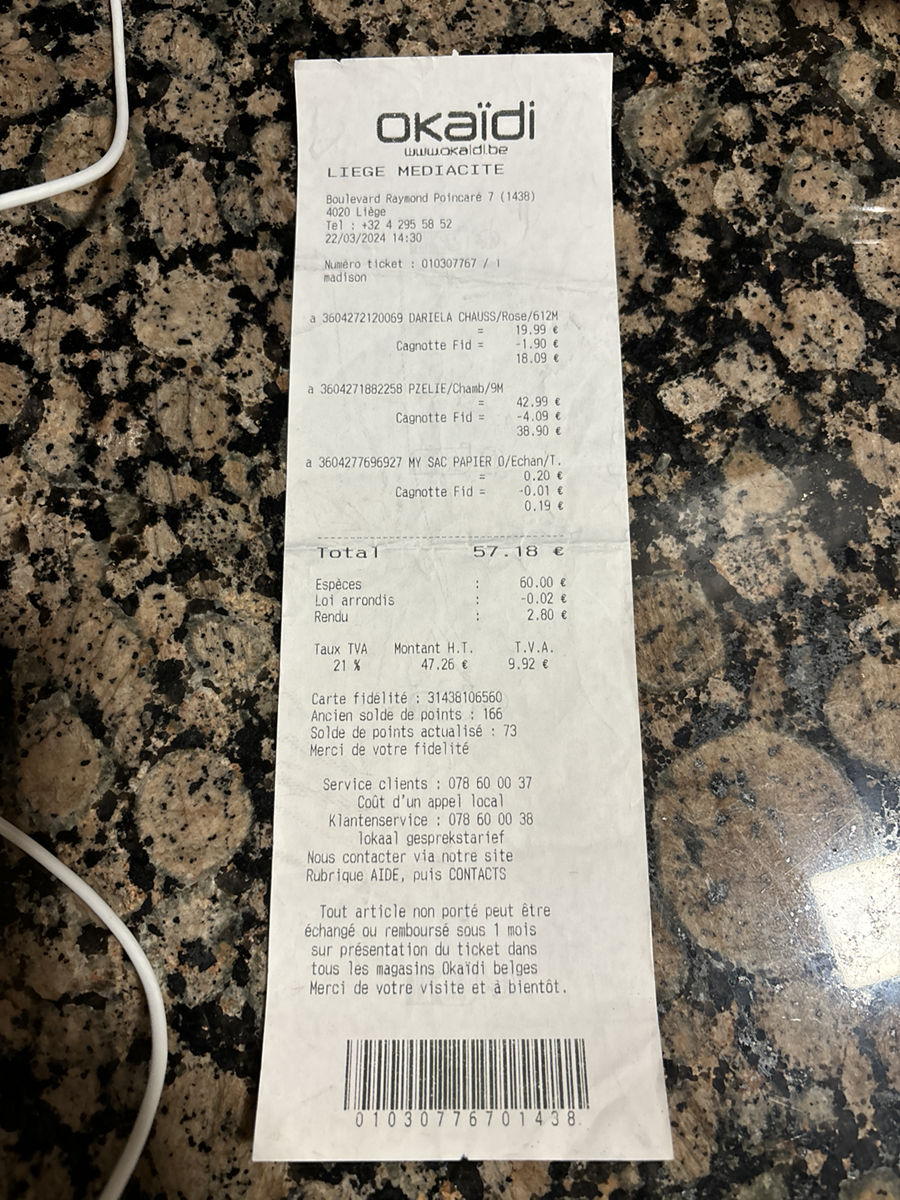 okaïdi
www.okaidi.be
LIEGE MEDIACITE
Boulevard Raymond Poincaré 7 (1438)
4020 Liège
Tel : +32 4 295 58 52
22/03/2024 14:30
Numéro ticket : 010307767 / 1
madison
a 3604272120069 DARIELA CHAUSS/Rose/612M
= 19.99 €
Cagnotte Fid = -1.90 €
18.09 €
a 3604271882258 PZELIE/Chamb/9M
= 42.99 €
Cagnotte Fid = -4.09 €
38.90 €
a 3604277696927 MY SAC PAPIER O/Echan/T.
= 0.20 €
Cagnotte Fid = -0.01 €
0.19 €
Total 57.18 €
Espèces : 60.00 €
Loi arrondis : -0.02 €
Rendu : 2.80 €
Taux TVA Montant H.T. T.V.A.
21 % 47.26 € 9.92 €
Carte fidélité : 31438106560
Ancien solde de points : 166
Solde de points actualisé : 73
Merci de votre fidelité
Service clients : 078 60 00 37
Coût d'un appel local
Klantenservice : 078 60 00 38
lokaal gesprekstarief
Nous contacter via notre site
Rubrique AIDE, puis CONTACTS
Tout article non porté peut être
échangé ou remboursé sous 1 mois
sur présentation du ticket dans
tous les magasins Okaïdi belges
Merci de votre visite et à bientôt.
01030776701438